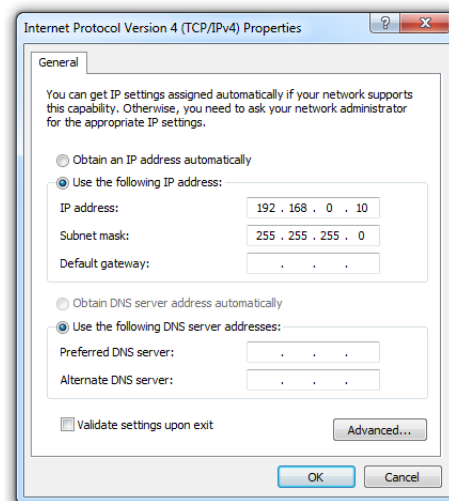 Internet Protocol Version 4 (TCP/IPv4) Properties
General
You can get IP settings assigned automatically if your network supports
this capability. Otherwise, you need to ask your network administrator
for the appropriate IP settings.
Obtain an IP address automatically
Use the following IP address:
IP address: 192 . 168 . 0 . 10
Subnet mask: 255 . 255 . 255 . 0
Default gateway: . . .
Obtain DNS server address automatically
Use the following DNS server addresses:
Preferred DNS server: . . .
Alternate DNS server: . . .
Validate settings upon exit
Advanced...
OK Cancel